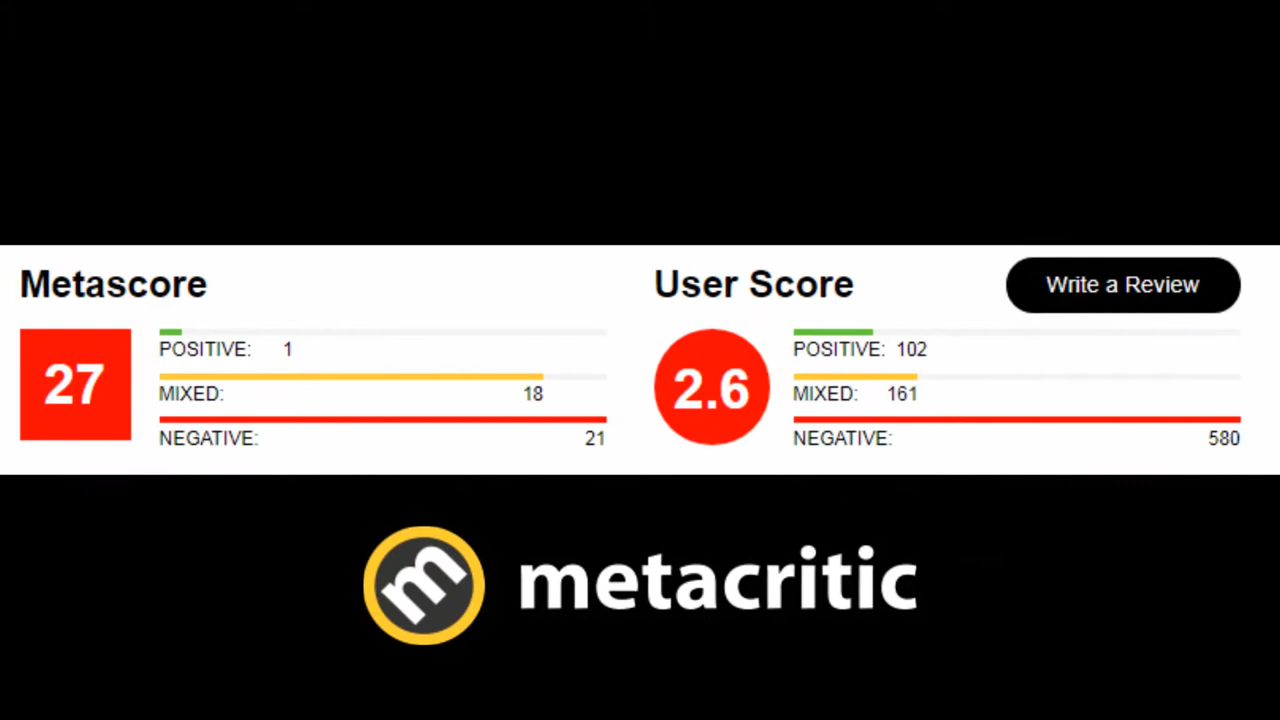 Metascore
27
POSITIVE: 1
MIXED: 18
NEGATIVE: 21
User Score
Write a Review
2.6
POSITIVE: 102
MIXED: 161
NEGATIVE: 580
m metacritic